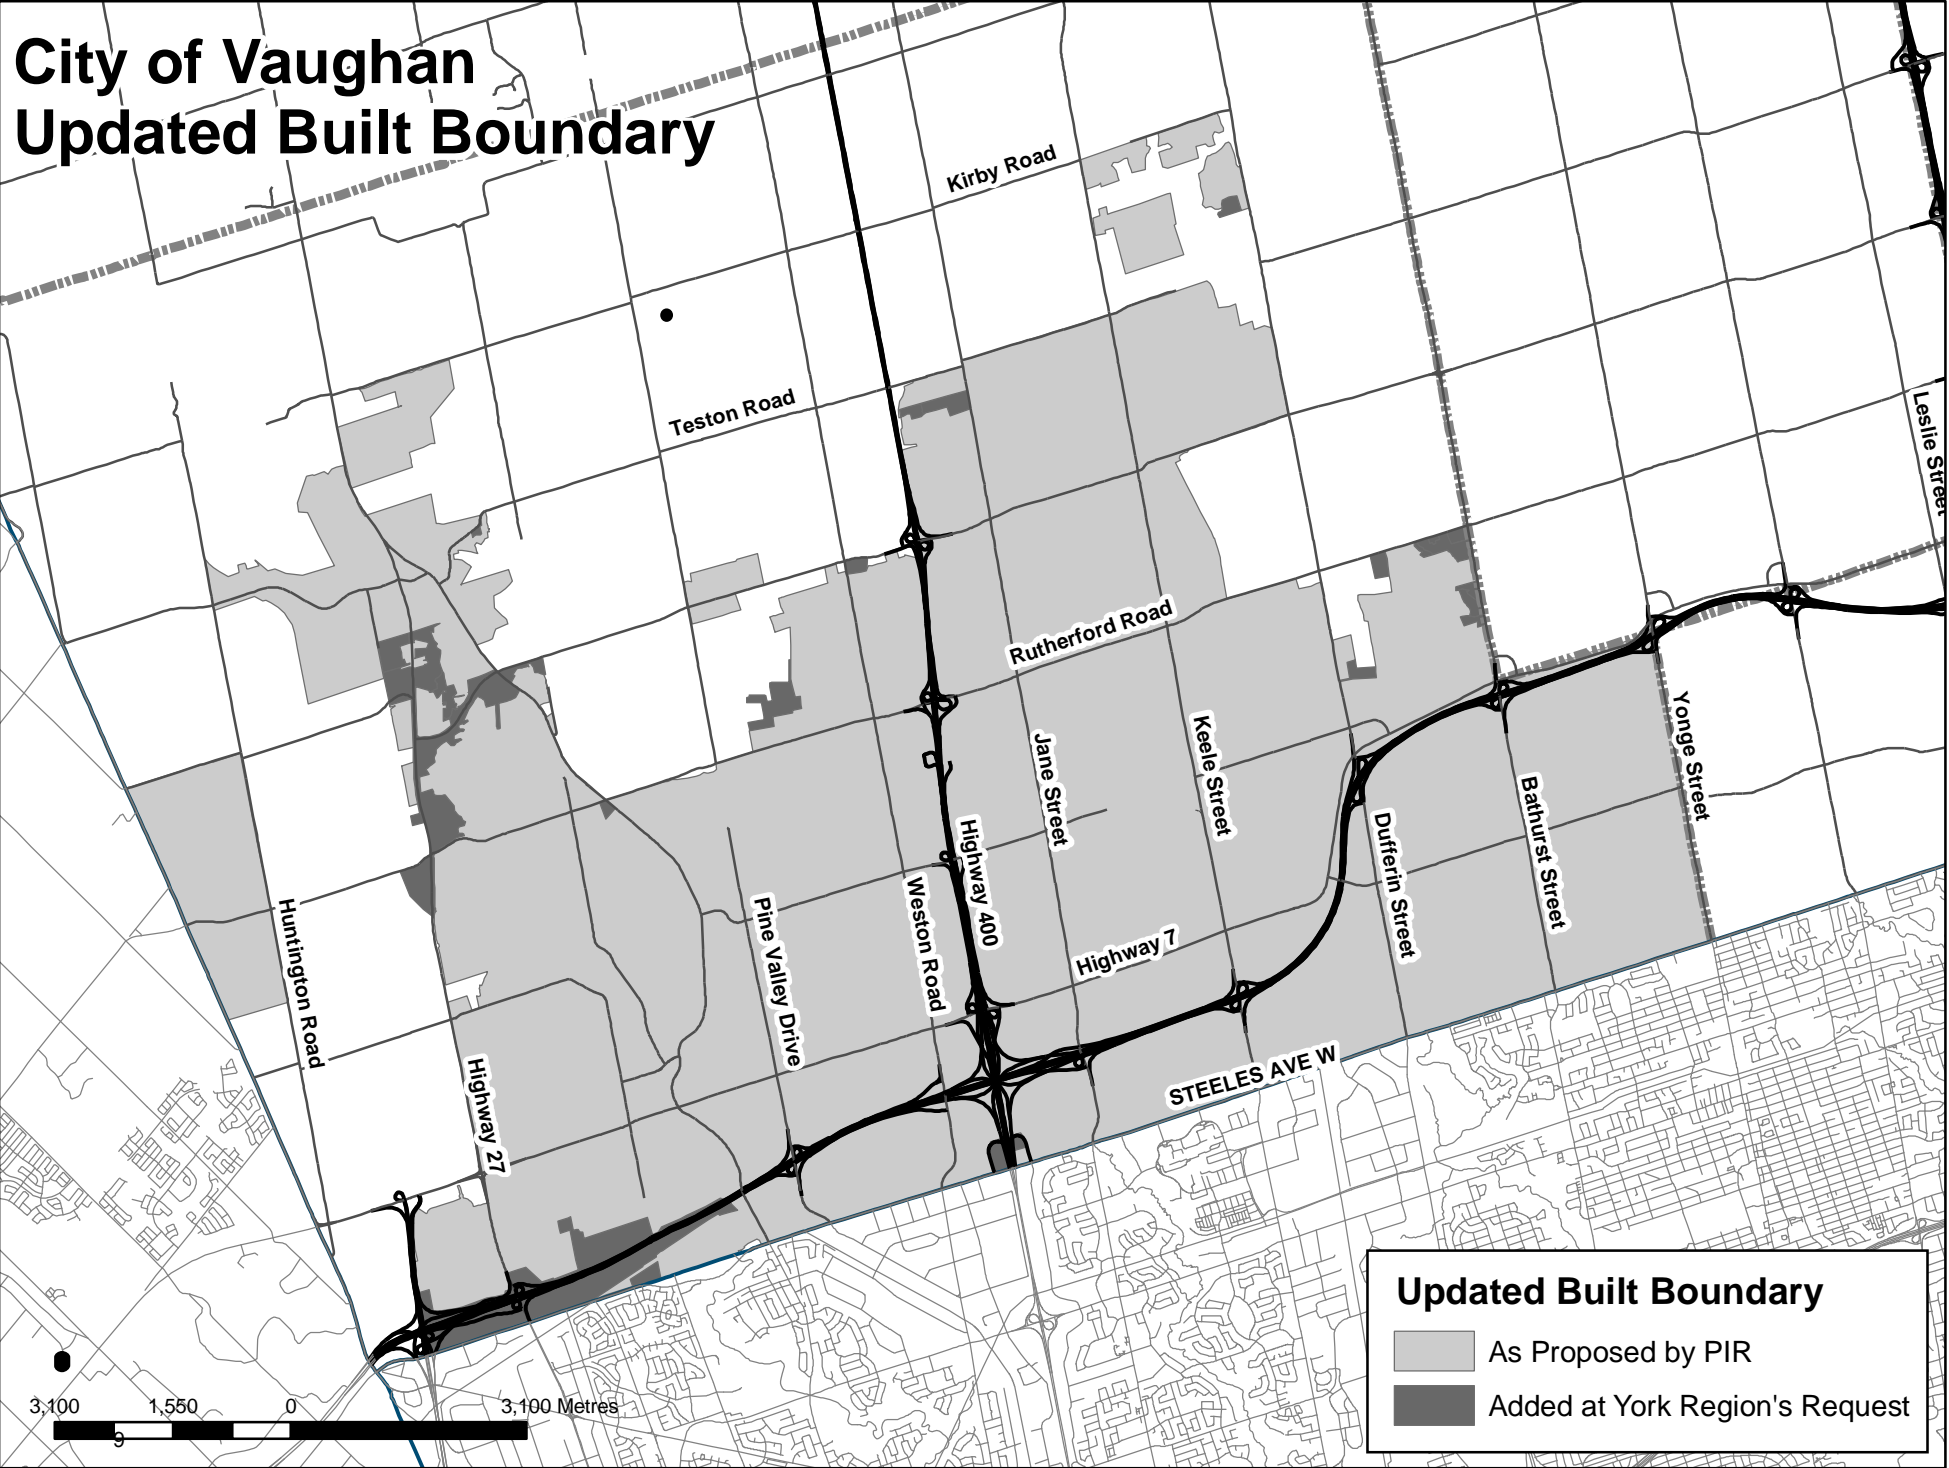 City of Vaughan
Updated Built Boundary
Kirby Road
Teston Road
Leslie Street
Rutherford Road
Yonge Street
Keele Street
Jane Street
Bathurst Street
Dufferin Street
Highway 400
Weston Road
Pine Valley Drive
Huntington Road
Highway 7
Highway 27
STEELES AVE W
Updated Built Boundary
As Proposed by PIR
Added at York Region's Request
3,100 1,550 0 3,100 Metres
9